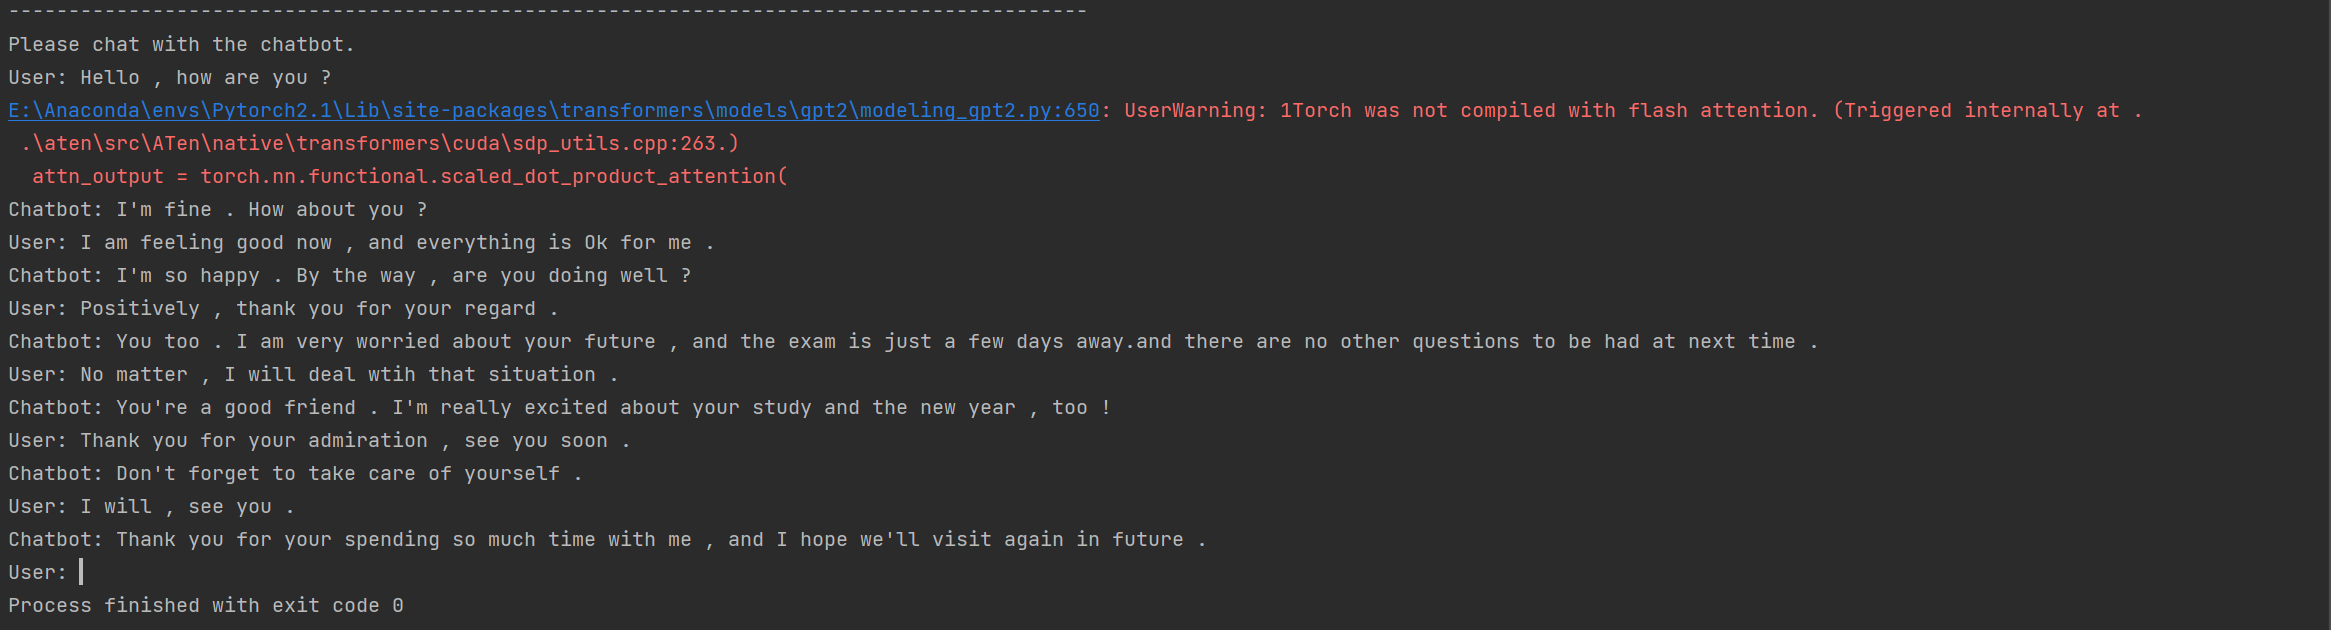 ------------------------------------------------------------------------------------------
Please chat with the chatbot.
User: Hello , how are you ?
E:\Anaconda\envs\Pytorch2.1\Lib\site-packages\transformers\models\gpt2\modeling_gpt2.py:650: UserWarning: 1Torch was not compiled with flash attention. (Triggered internally at .
.\aten\src\ATen\native\transformers\cuda\sdp_utils.cpp:263.)
attn_output = torch.nn.functional.scaled_dot_product_attention(
Chatbot: I'm fine . How about you ?
User: I am feeling good now , and everything is Ok for me .
Chatbot: I'm so happy . By the way , are you doing well ?
User: Positively , thank you for your regard .
Chatbot: You too . I am very worried about your future , and the exam is just a few days away.and there are no other questions to be had at next time .
User: No matter , I will deal wtih that situation .
Chatbot: You're a good friend . I'm really excited about your study and the new year , too !
User: Thank you for your admiration , see you soon .
Chatbot: Don't forget to take care of yourself .
User: I will , see you .
Chatbot: Thank you for your spending so much time with me , and I hope we'll visit again in future .
User:
Process finished with exit code 0